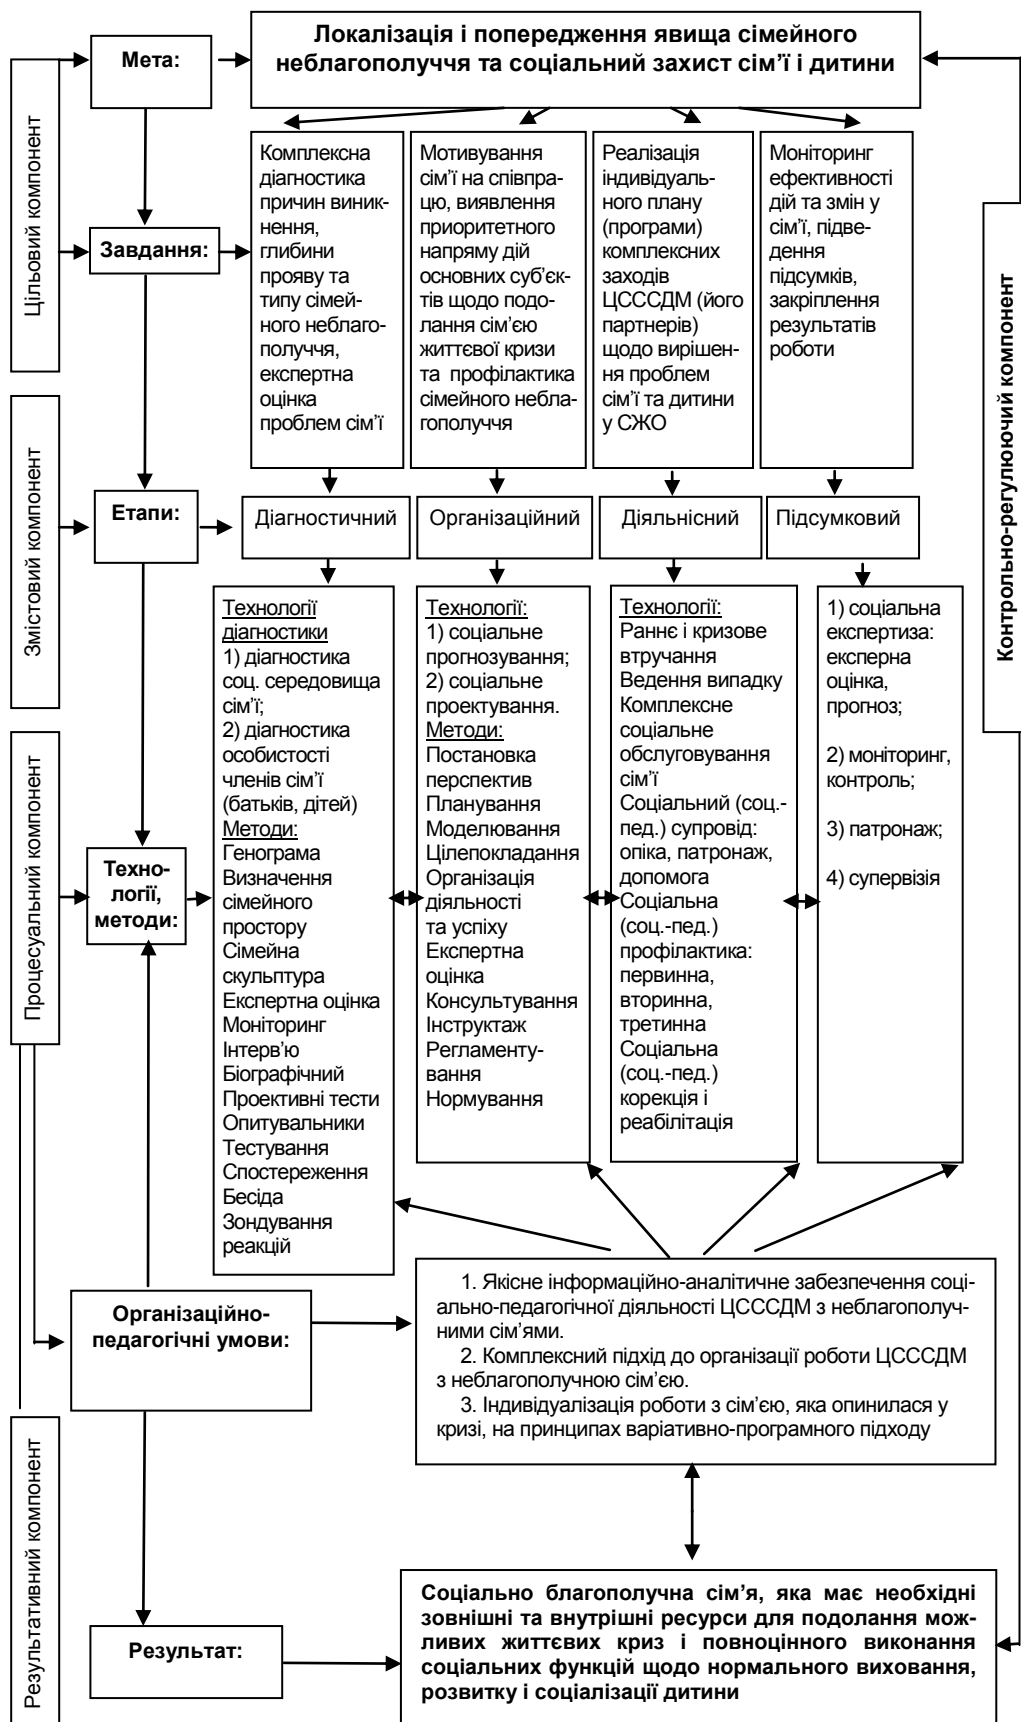 Локалізація і попередження явища сімейного
неблагополуччя та соціальний захист сім’ї і дитини
Мета:
Цільовий компонент
Завдання:
Комплексна
діагностика
причин виник-
нення,
глибини
прояву та
типу сімей-
ного неблаго-
получчя,
експертна
оцінка
проблем сім’ї
Мотивування
сім’ї на співпра-
цю, виявлення
приоритетного
напряму дій
основних суб’єк-
тів щодо подо-
лання сім’єю
життєвої кризи
та профілактика
сімейного небла-
гополуччя
Реалізація
індивідуаль-
ного плану
(програми)
комплексних
заходів
ЦСССДМ (його
партнерів)
щодо вирішен-
ня проблем
сім’ї та дитини
у СЖО
Моніторинг
ефективності
дій та змін у
сім’ї, підве-
дення
підсумків,
закріплення
результатів
роботи
Контрольно-регулюючий компонент
Змістовий компонент
Етапи:
Діагностичний
Організаційний
Діяльнісний
Підсумковий
Процесуальний компонент
Техно-
логії,
методи:
Технології
діагностики
1) діагностика
соц. середовища
сім’ї;
2) діагностика
особистості
членів сім’ї
(батьків, дітей)
Методи:
Генограма
Визначення
сімейного
простору
Сімейна
скульптура
Експертна оцінка
Моніторинг
Інтерв’ю
Біографічний
Проективні тести
Опитувальники
Тестування
Спостереження
Бесіда
Зондування
реакцій
Технології:
1) соціальне
прогнозування;
2) соціальне
проектування.
Методи:
Постановка
перспектив
Планування
Моделювання
Цілепокладання
Організація
діяльності
та успіху
Експертна
оцінка
Консультування
Інструктаж
Регламенту-
вання
Нормування
Технології:
Раннє і кризове
втручання
Ведення випадку
Комплексне
соціальне
обслуговування
сім’ї
Соціальний (соц.-
пед.) супровід:
опіка, патронаж,
допомога
Соціальна
(соц.-пед.)
профілактика:
первинна,
вторинна,
третинна
Соціальна
(соц.-пед.)
корекція і
реабілітація
1) соціальна
експертиза:
експерна
оцінка,
прогноз;
2) моніторинг,
контроль;
3) патронаж;
4) супервізія
Організаційно-
педагогічні умови:
1. Якісне інформаційно-аналітичне забезпечення соці-
ально-педагогічної діяльності ЦСССДМ з неблагополуч-
ними сім’ями.
2. Комплексний підхід до організації роботи ЦСССДМ
з неблагополучною сім’єю.
3. Індивідуалізація роботи з сім’єю, яка опинилася у
кризі, на принципах варіативно-програмного підходу
Результативний компонент
Результат:
Соціально благополучна сім’я, яка має необхідні
зовнішні та внутрішні ресурси для подолання мож-
ливих життєвих криз і повноцінного виконання
соціальних функцій щодо нормального виховання,
розвитку і соціалізації дитини